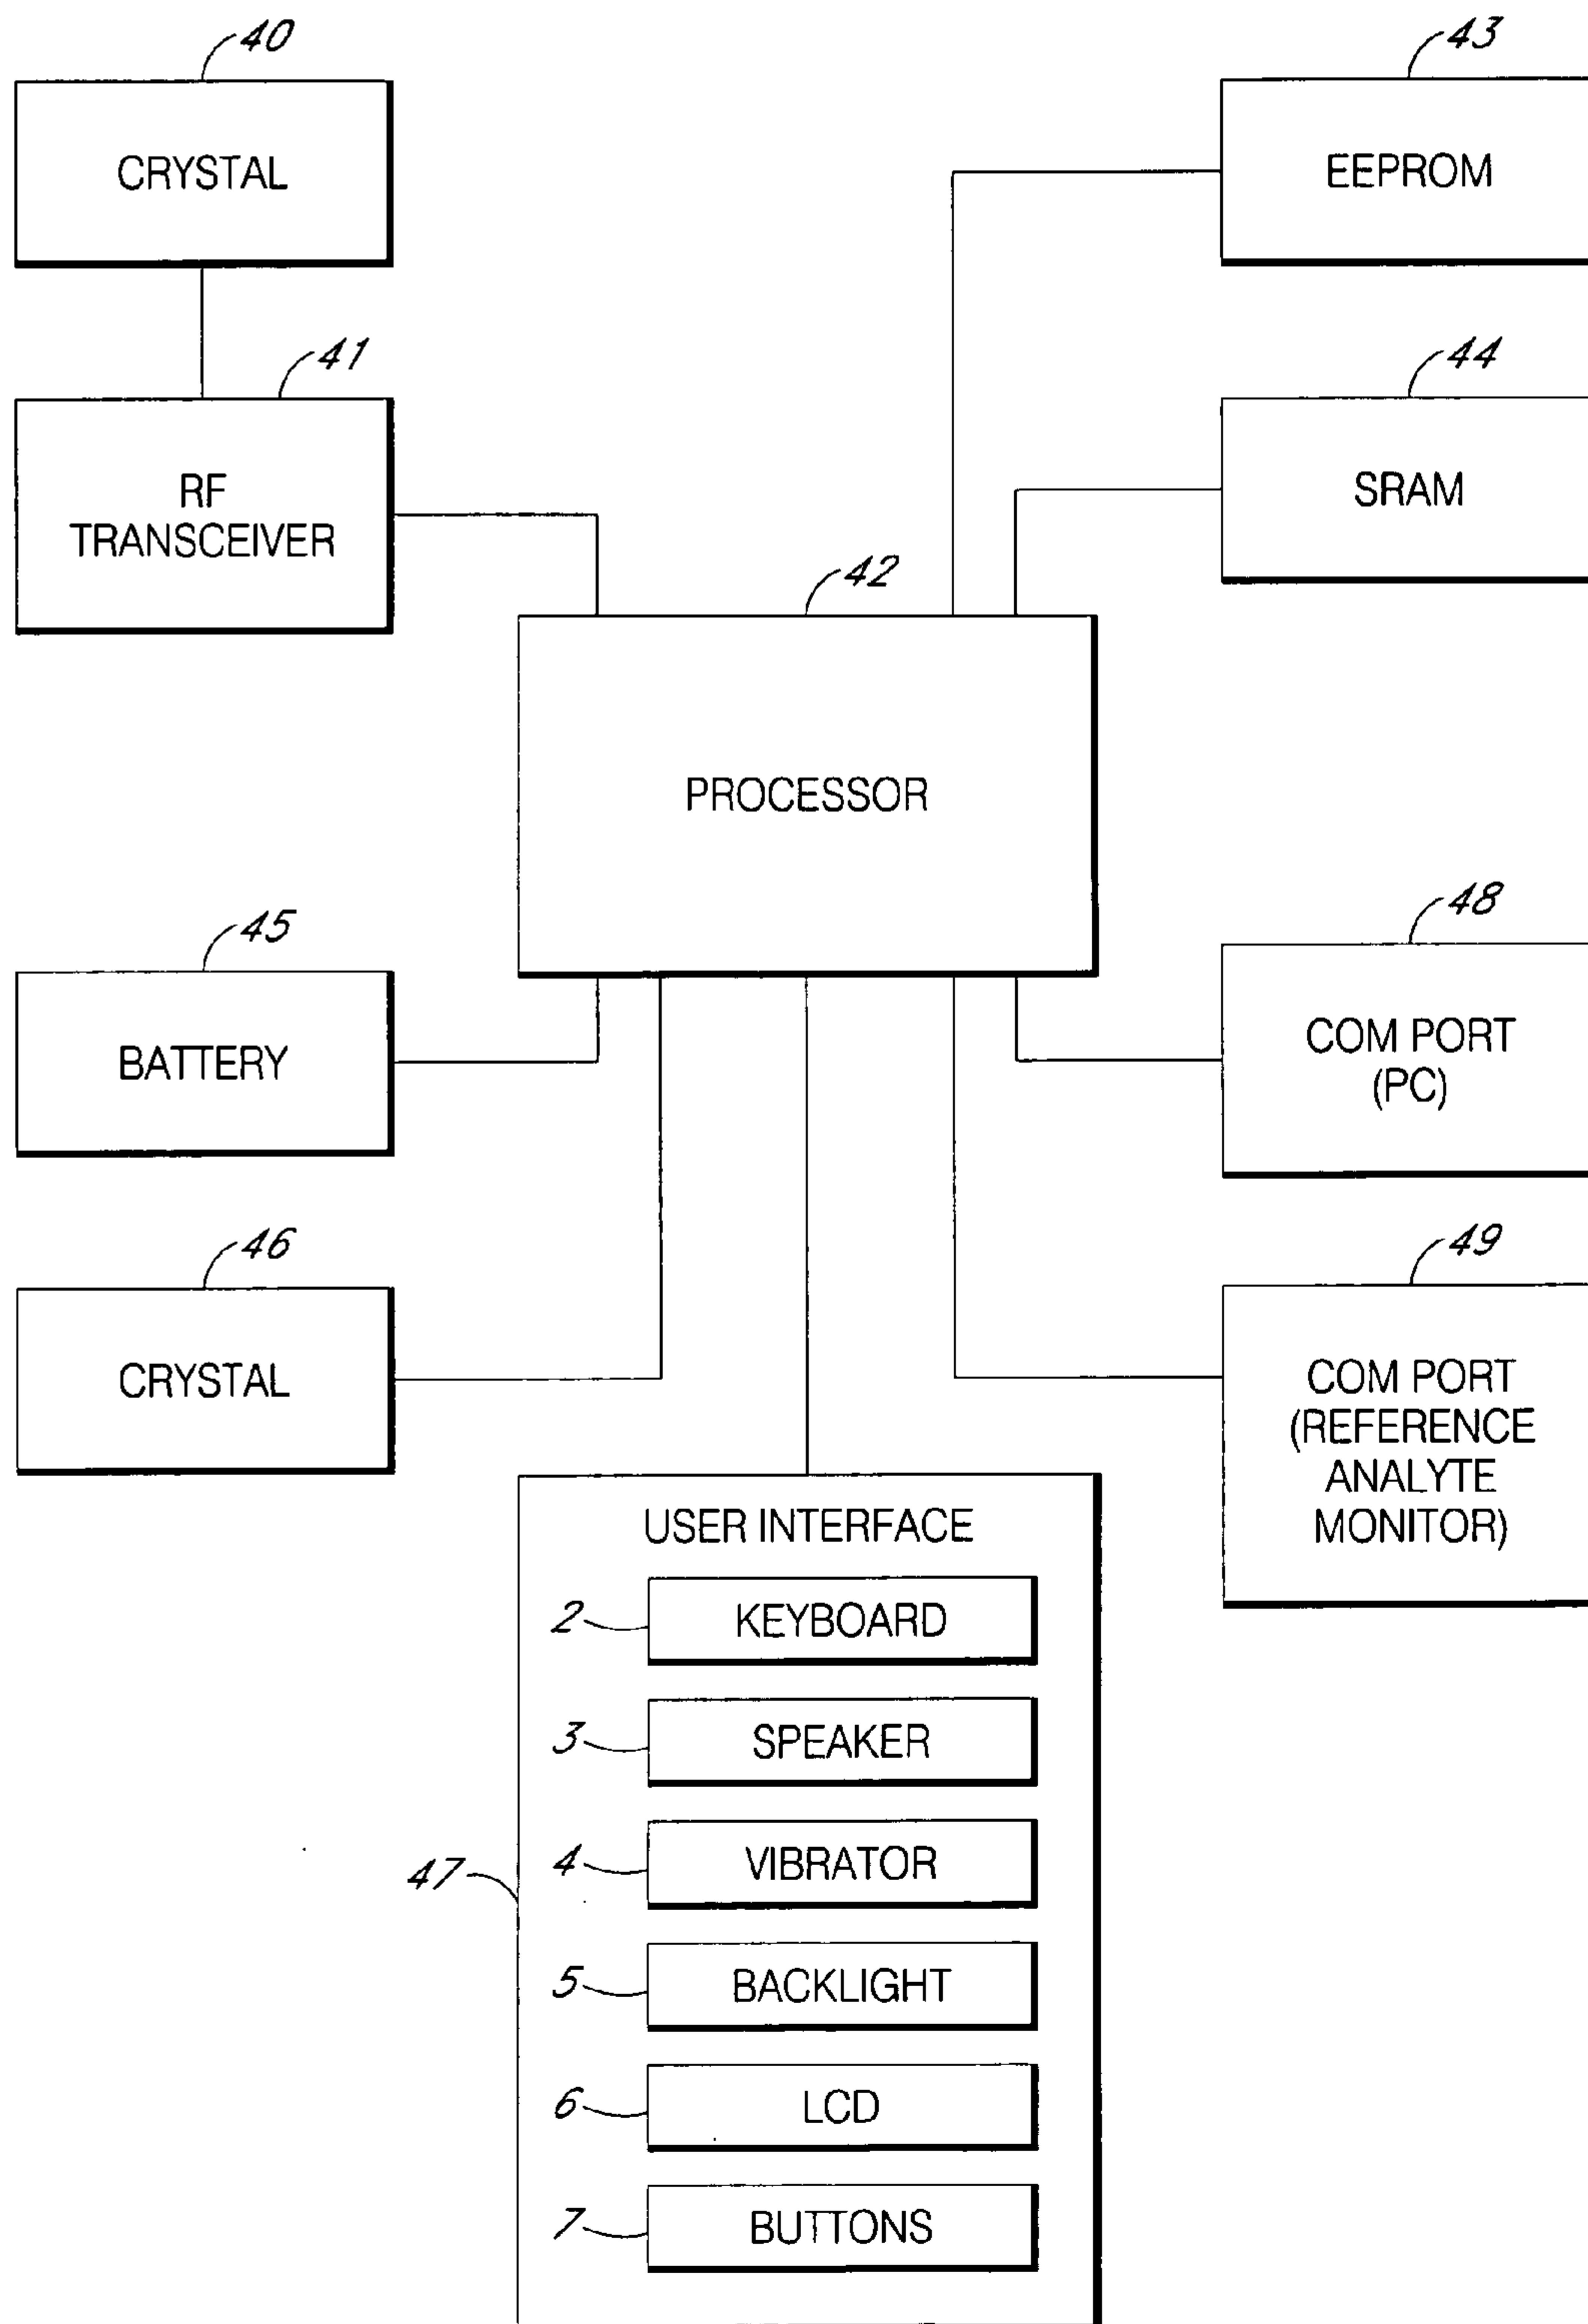 40
CRYSTAL
43
EEPROM
41
RF
TRANSCEIVER
44
SRAM
42
PROCESSOR
45
BATTERY
48
COM PORT
(PC)
46
CRYSTAL
49
COM PORT
(REFERENCE
ANALYTE
MONITOR)
47
USER INTERFACE
2
KEYBOARD
3
SPEAKER
4
VIBRATOR
5
BACKLIGHT
6
LCD
7
BUTTONS